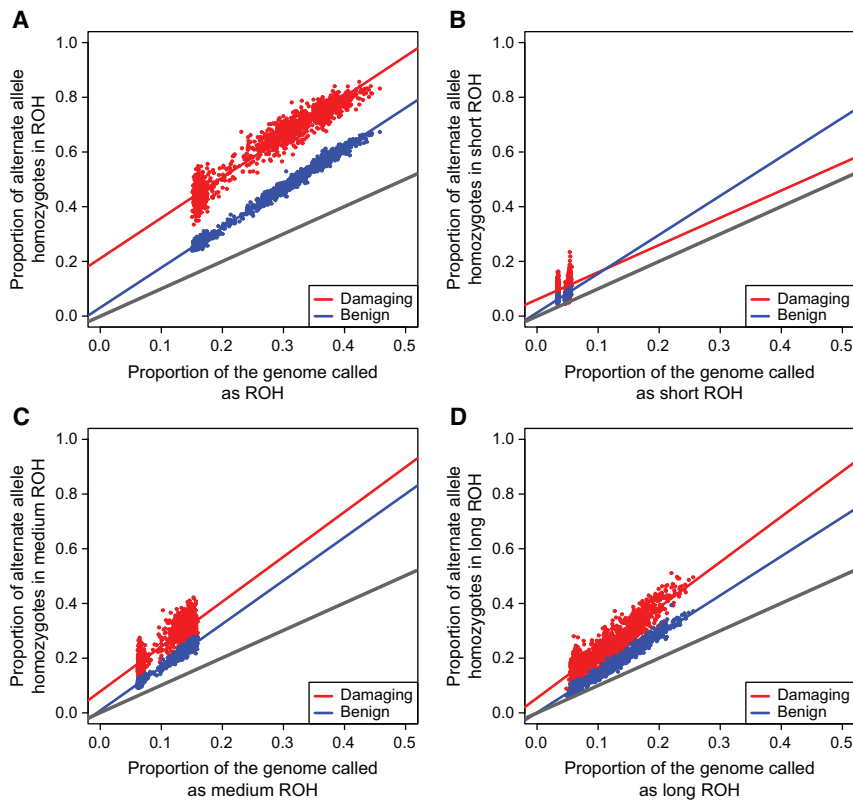 A
Proportion of alternate allele
homozygotes in ROH
1.0
0.8
0.6
0.4
0.2
0.0
0.0 0.1 0.2 0.3 0.4 0.5
Damaging
Benign
Proportion of the genome called
as ROH
B
Proportion of alternate allele
homozygotes in short ROH
1.0
0.8
0.6
0.4
0.2
0.0
0.0 0.1 0.2 0.3 0.4 0.5
Damaging
Benign
Proportion of the genome called
as short ROH
C
Proportion of alternate allele
homozygotes in medium ROH
1.0
0.8
0.6
0.4
0.2
0.0
0.0 0.1 0.2 0.3 0.4 0.5
Damaging
Benign
Proportion of the genome called
as medium ROH
D
Proportion of alternate allele
homozygotes in long ROH
1.0
0.8
0.6
0.4
0.2
0.0
0.0 0.1 0.2 0.3 0.4 0.5
Damaging
Benign
Proportion of the genome called
as long ROH